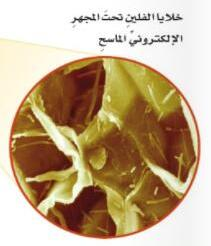 خلايا الفلينِ تحتَ المجهرِ
الإلكترونيِّ الماسحِ